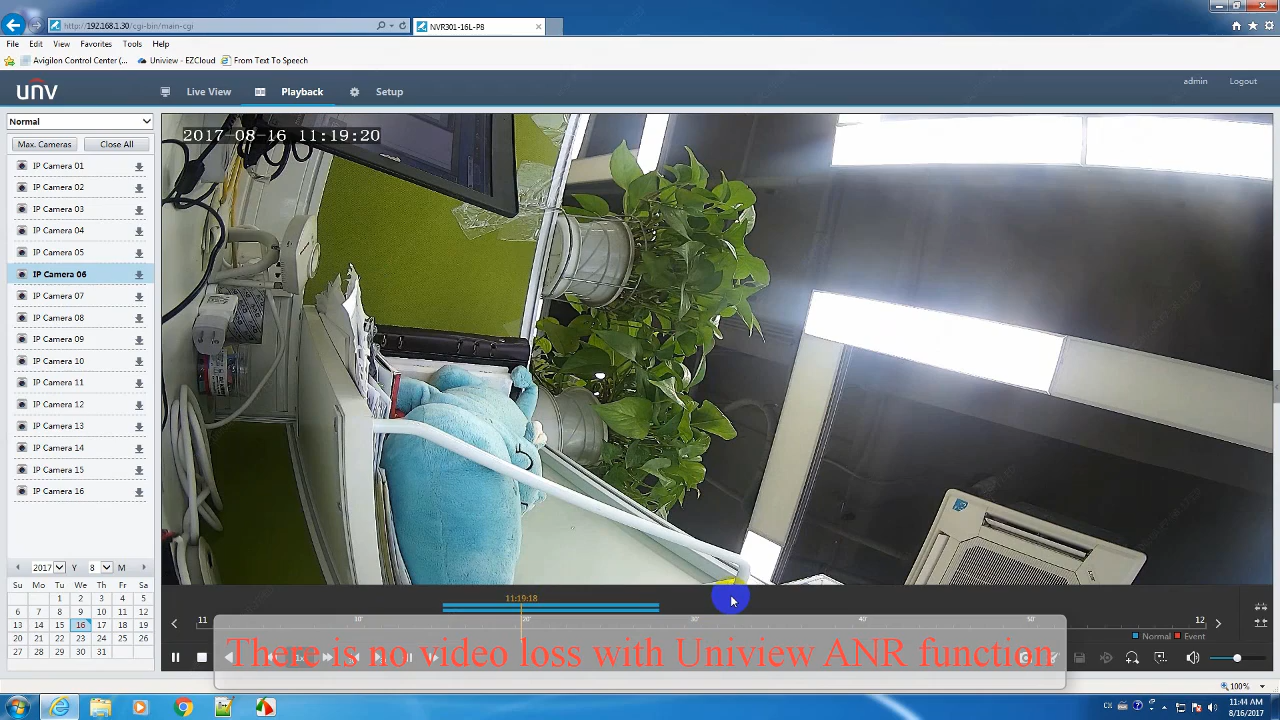 http://192.168.1.30/cgi-bin/main-cgi
NVR301-16L-P8
File Edit View Favorites Tools Help
Avigilon Control Center (... Uniview - EZCloud From Text To Speech
unv
Live View Playback Setup
admin Logout
Normal
2017-08-16 11:19:20
Max. Cameras Close All
IP Camera 01
IP Camera 02
IP Camera 03
IP Camera 04
IP Camera 05
IP Camera 06
IP Camera 07
IP Camera 08
IP Camera 09
IP Camera 10
IP Camera 11
IP Camera 12
IP Camera 13
IP Camera 14
IP Camera 15
IP Camera 16
2017 Y 8 M
Su Mo Tu We Th Fr Sa
1 2 3 4 5
6 7 8 9 10 11 12
13 14 15 16 17 18 19
20 21 22 23 24 25 26
27 28 29 30 31
11:19:18
11 10' 20' 30' 40' 50' 12
Normal Event
There is no video loss with Uniview ANR function
1x
100%
CH
11:44 AM
8/16/2017